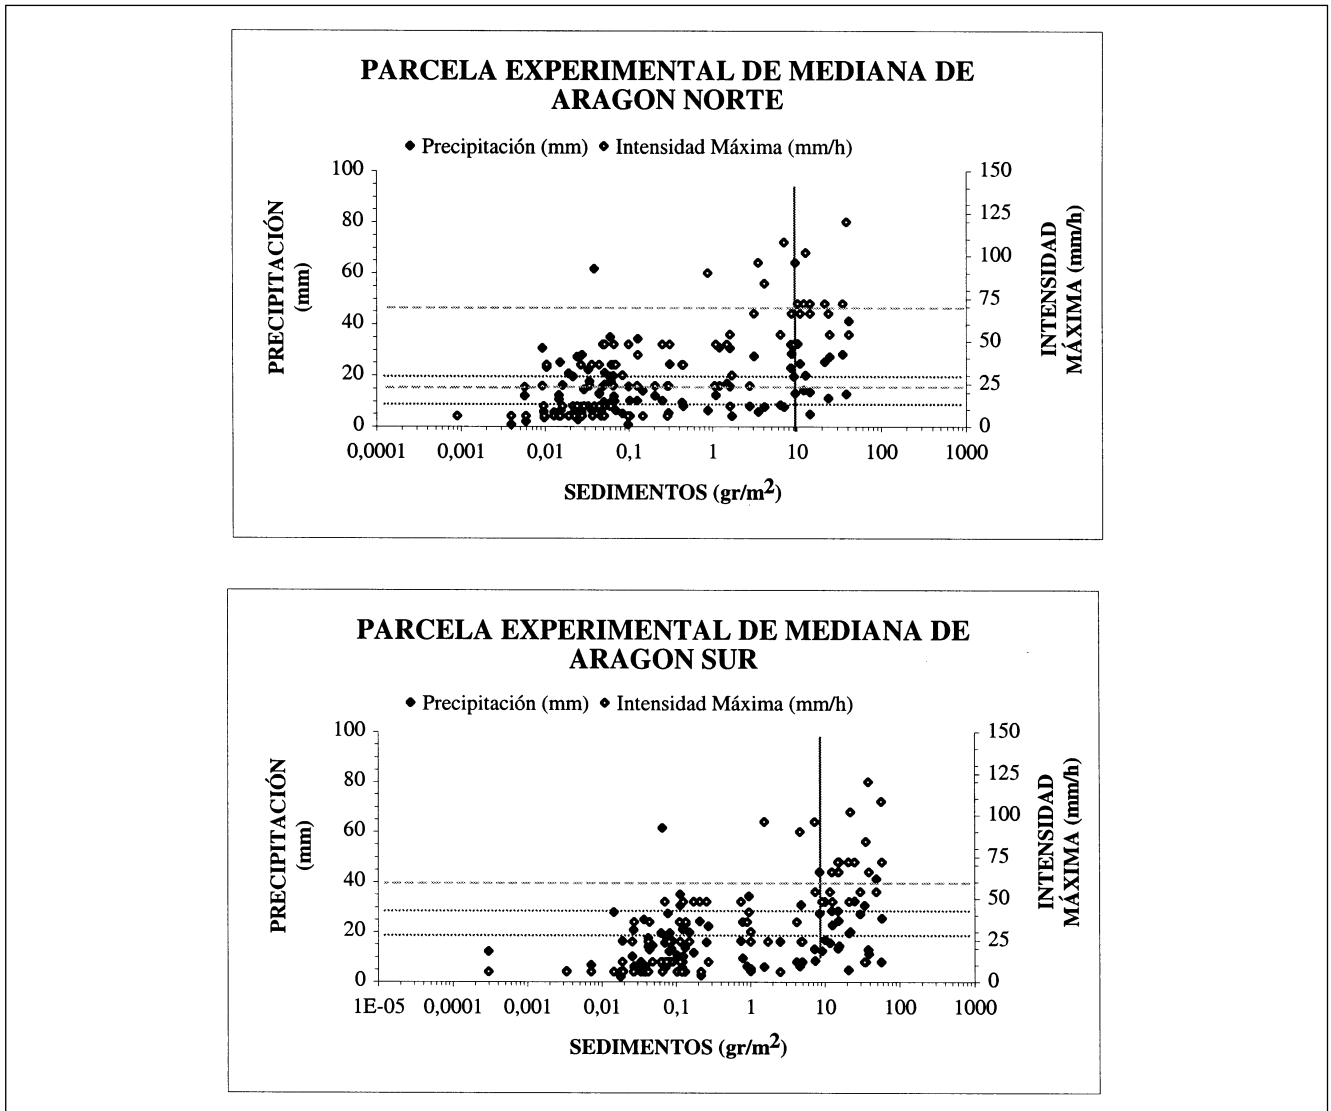 PARCELA EXPERIMENTAL DE MEDIANA DE
ARAGON NORTE
Precipitación (mm) Intensidad Máxima (mm/h)
100
80
60
40
20
0
PRECIPITACIÓN
(mm)
150
125
100
75
50
25
0
INTENSIDAD
MÁXIMA (mm/h)
0,0001 0,001 0,01 0,1 1 10 100 1000
SEDIMENTOS (gr/m2)
PARCELA EXPERIMENTAL DE MEDIANA DE
ARAGON SUR
Precipitación (mm) Intensidad Máxima (mm/h)
100
80
60
40
20
0
PRECIPITACIÓN
(mm)
150
125
100
75
50
25
0
INTENSIDAD
MÁXIMA (mm/h)
1E-05 0,0001 0,001 0,01 0,1 1 10 100 1000
SEDIMENTOS (gr/m2)